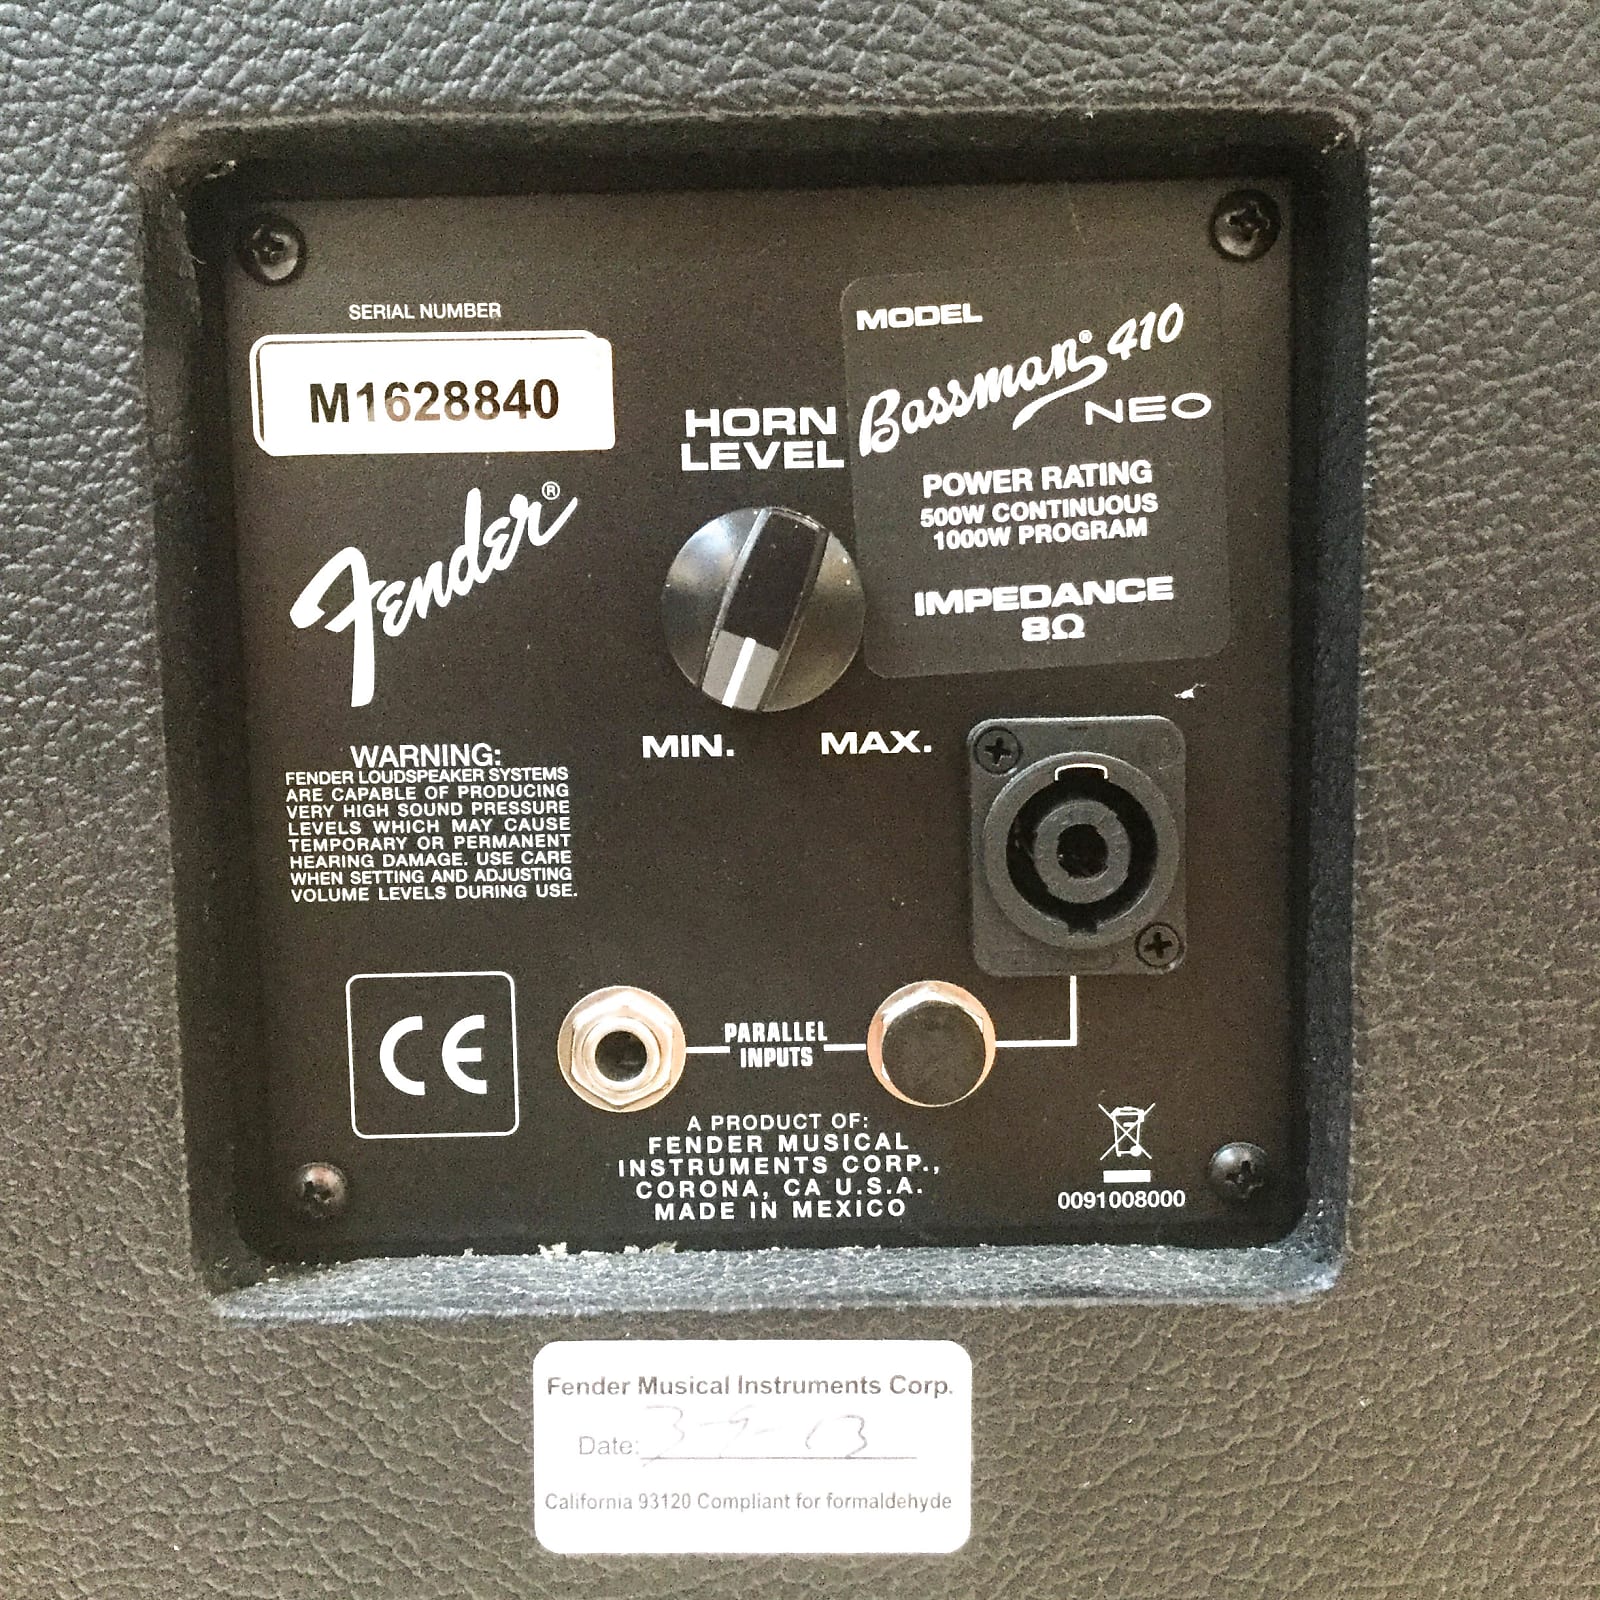 SERIAL NUMBER
M1628840
Fender®
WARNING:
FENDER LOUDSPEAKER SYSTEMS
ARE CAPABLE OF PRODUCING
VERY HIGH SOUND PRESSURE
LEVELS WHICH MAY CAUSE
TEMPORARY OR PERMANENT
HEARING DAMAGE. USE CARE
WHEN SETTING AND ADJUSTING
VOLUME LEVELS DURING USE.
HORN
LEVEL
MIN. MAX.
MODEL
Bassman® 410
NEO
POWER RATING
500W CONTINUOUS
1000W PROGRAM
IMPEDANCE
8Ω
CE
PARALLEL
INPUTS
A PRODUCT OF:
FENDER MUSICAL
INSTRUMENTS CORP.,
CORONA, CA U.S.A.
MADE IN MEXICO
0091008000
Fender Musical Instruments Corp.
Date: 3-9-13
California 93120 Compliant for formaldehyde